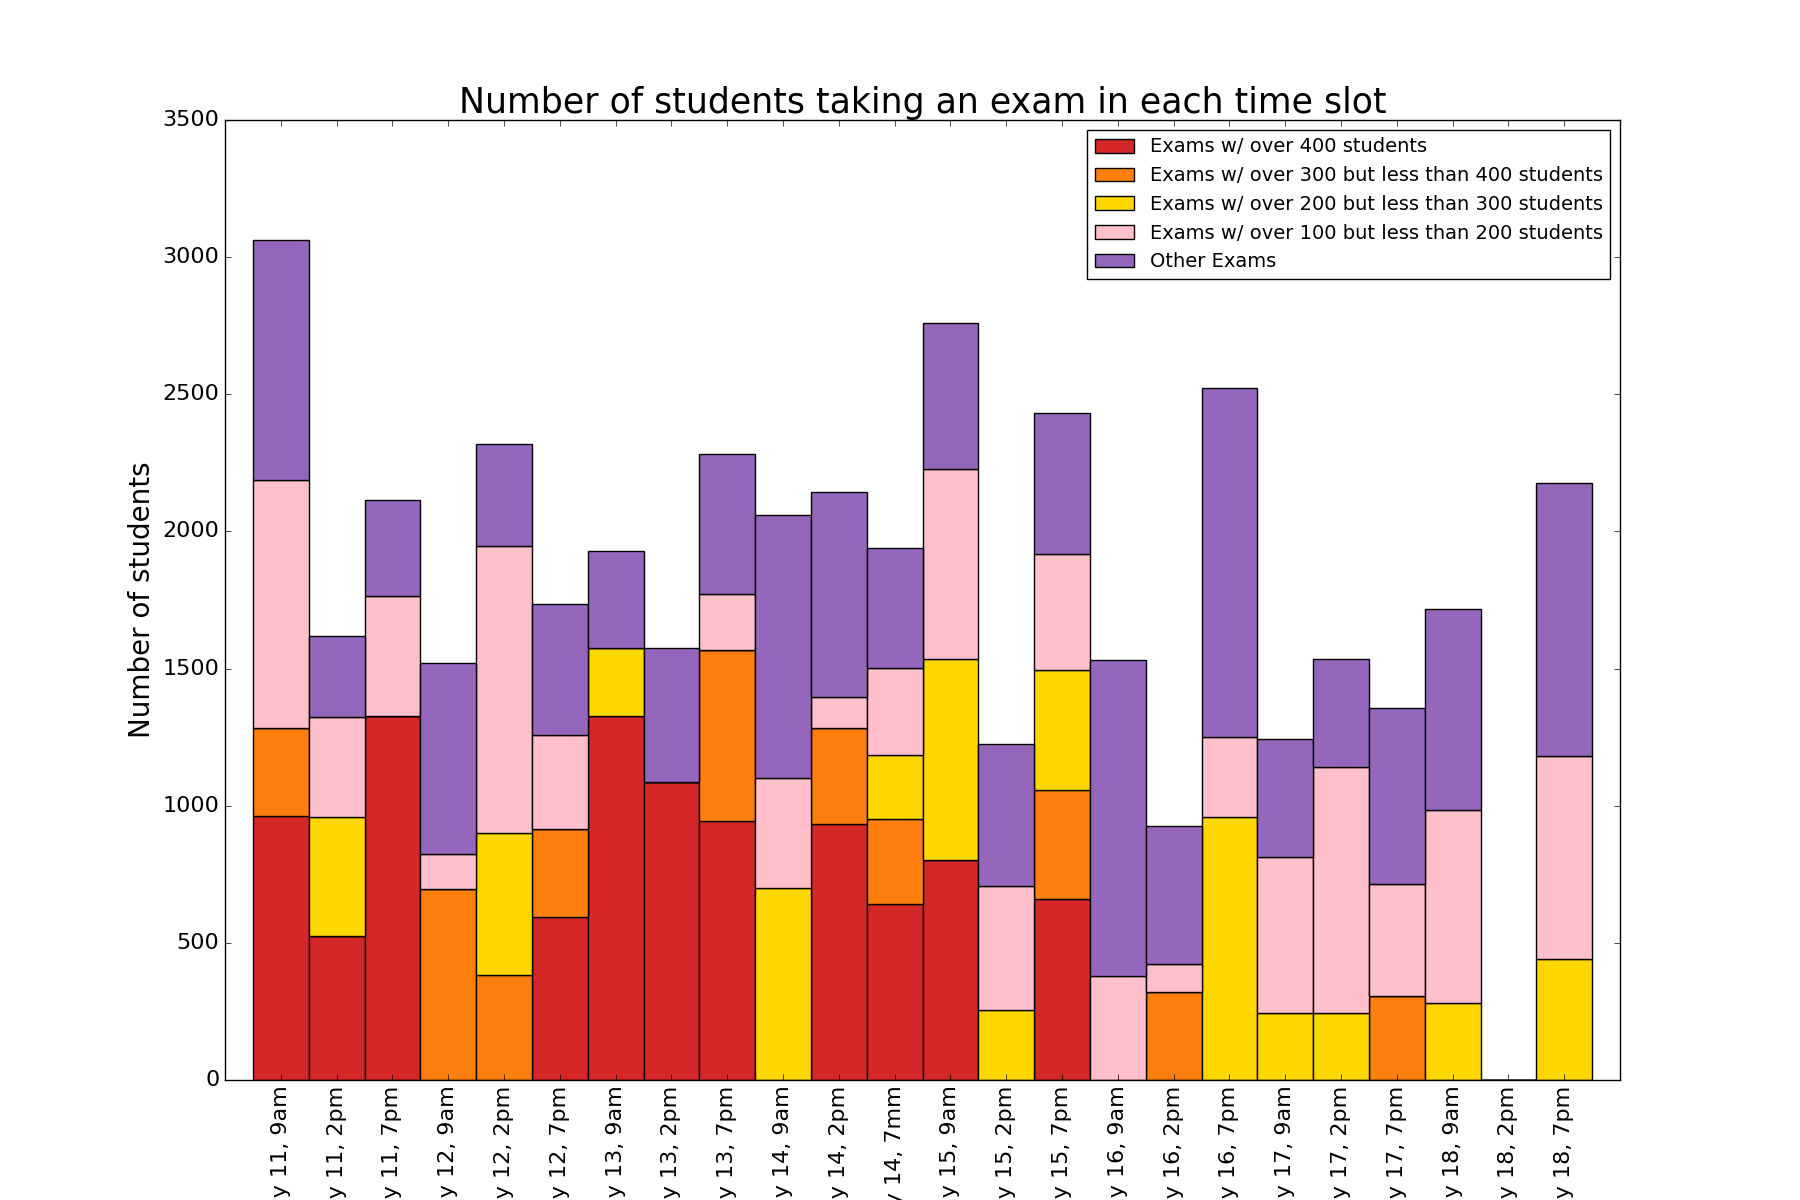 Number of students taking an exam in each time slot
Exams w/ over 400 students
Exams w/ over 300 but less than 400 students
Exams w/ over 200 but less than 300 students
Exams w/ over 100 but less than 200 students
Other Exams
Number of students
3500
3000
2500
2000
1500
1000
500
0
y 11, 9am
y 11, 2pm
y 11, 7pm
y 12, 9am
y 12, 2pm
y 12, 7pm
y 13, 9am
y 13, 2pm
y 13, 7pm
y 14, 9am
y 14, 2pm
y 14, 7mm
y 15, 9am
y 15, 2pm
y 15, 7pm
y 16, 9am
y 16, 2pm
y 16, 7pm
y 17, 9am
y 17, 2pm
y 17, 7pm
y 18, 9am
y 18, 2pm
y 18, 7pm